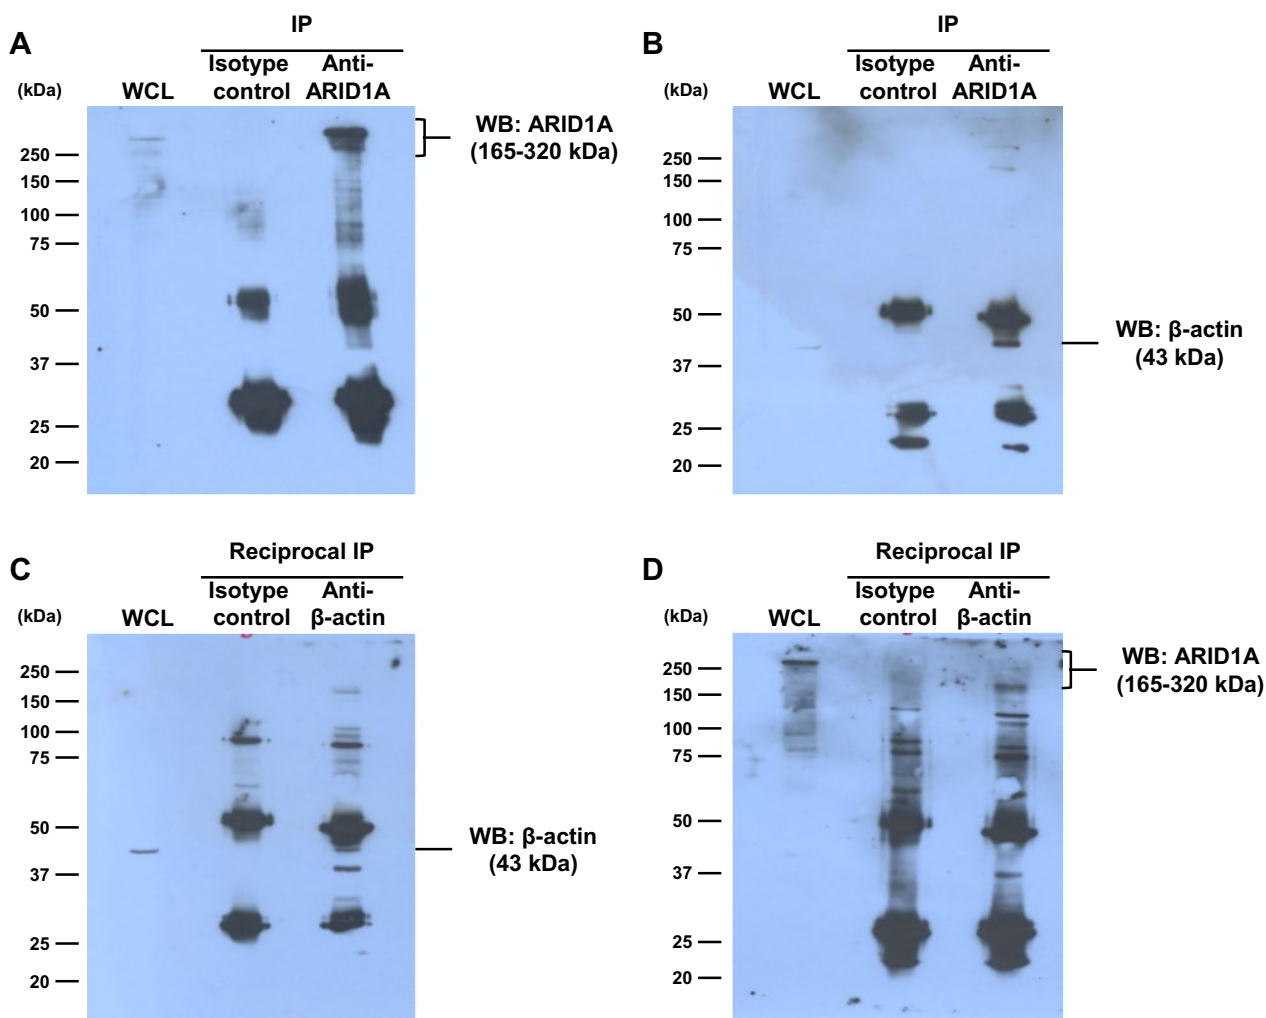 A
IP
(kDa)
WCL
Isotype
control
Anti-
ARID1A
250
150
100
75
50
37
25
20
WB: ARID1A
(165-320 kDa)
B
IP
(kDa)
WCL
Isotype
control
Anti-
ARID1A
250
150
100
75
50
37
25
20
WB: β-actin
(43 kDa)
C
Reciprocal IP
(kDa)
WCL
Isotype
control
Anti-
β-actin
250
150
100
75
50
37
25
20
WB: β-actin
(43 kDa)
D
Reciprocal IP
(kDa)
WCL
Isotype
control
Anti-
β-actin
250
150
100
75
50
37
25
20
WB: ARID1A
(165-320 kDa)